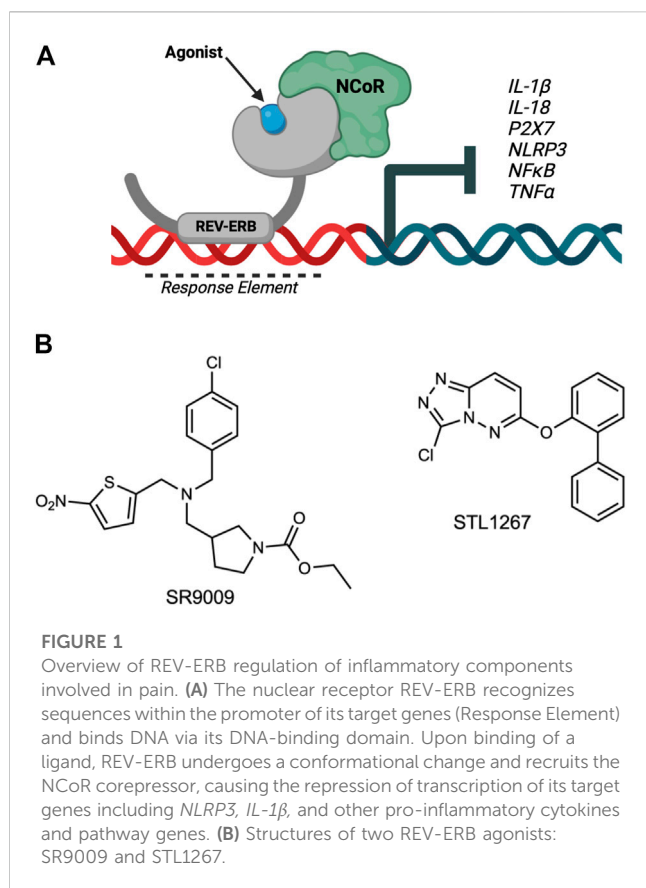 A
Agonist
NCoR
IL-1β
IL-18
P2X7
NLRP3
NFκB
TNFα
REV-ERB
Response Element
B
Cl
N
N
N
N
Cl
O
STL1267
S
O₂N
N
N
O
O
SR9009
FIGURE 1
Overview of REV-ERB regulation of inflammatory components
involved in pain. (A) The nuclear receptor REV-ERB recognizes
sequences within the promoter of its target genes (Response Element)
and binds DNA via its DNA-binding domain. Upon binding of a
ligand, REV-ERB undergoes a conformational change and recruits the
NCoR corepressor, causing the repression of transcription of its target
genes including NLRP3, IL-1β, and other pro-inflammatory cytokines
and pathway genes. (B) Structures of two REV-ERB agonists:
SR9009 and STL1267.